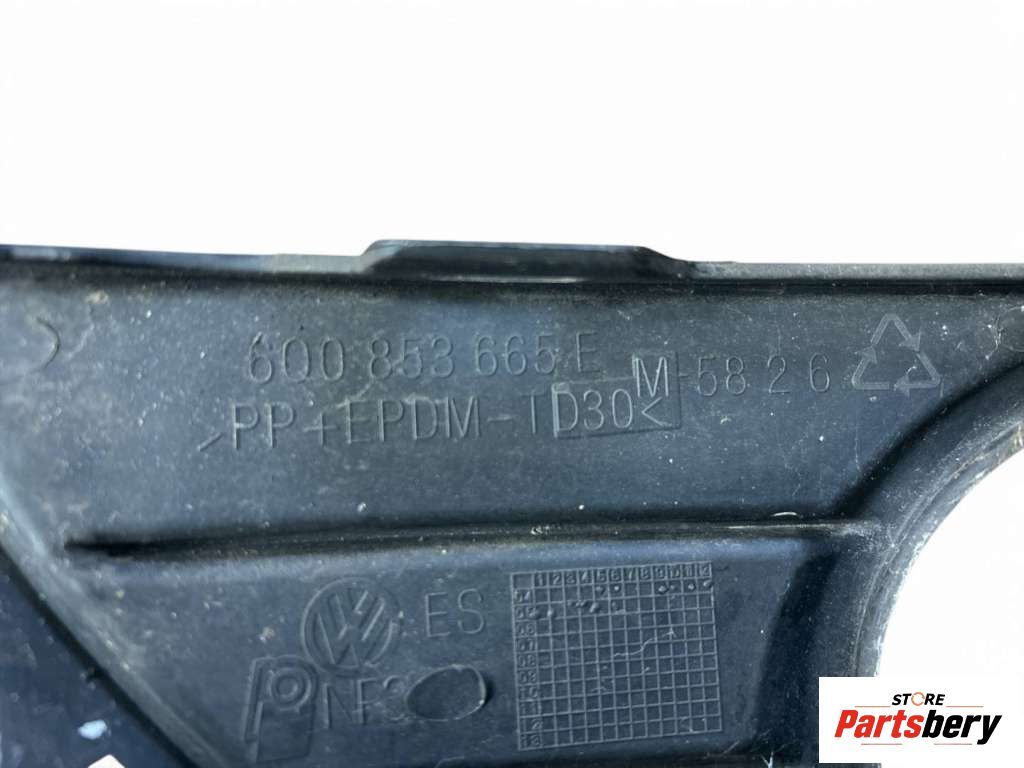 6Q0 853 665 E
M 5826
>PP+EPDM-TD30<
ES
STORE
Partsbery